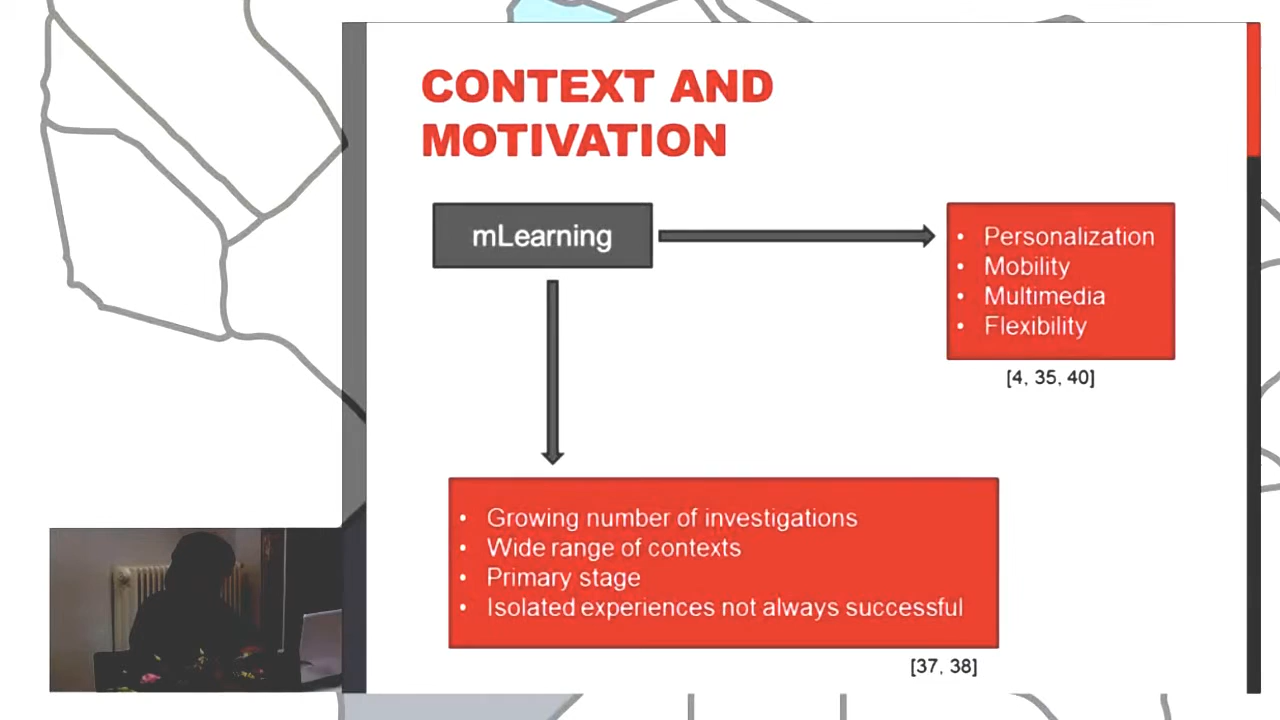 CONTEXT AND
MOTIVATION
mLearning
• Personalization
• Mobility
• Multimedia
• Flexibility
[4, 35, 40]
• Growing number of investigations
• Wide range of contexts
• Primary stage
• Isolated experiences not always successful
[37, 38]